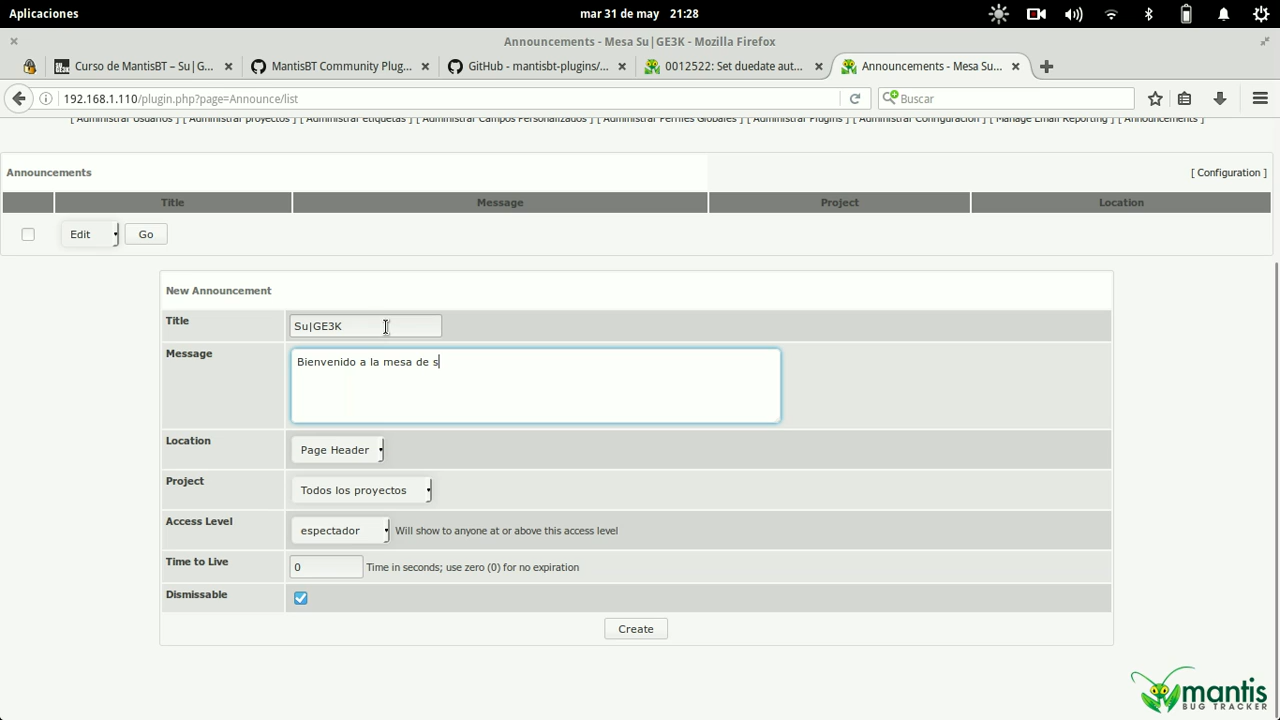 Aplicaciones
mar 31 de may 21:28
Announcements - Mesa Su|GE3K - Mozilla Firefox
Curso de MantisBT – Su|G...
MantisBT Community Plug...
GitHub - mantisbt-plugins/...
0012522: Set duedate aut...
Announcements - Mesa Su...
192.168.1.110/plugin.php?page=Announce/list
Buscar
[ Administrar Usuarios ] [ Administrar proyectos ] [ Administrar etiquetas ] [ Administrar Campos Personalizados ] [ Administrar Perfiles Globales ] [ Administrar Plugins ] [ Administrar Configuración ] [ Manage Email Reporting ] [ Announcements ]
Announcements
[ Configuration ]
Title Message Project Location
Edit Go
New Announcement
Title Su|GE3K
Message Bienvenido a la mesa de s
Location Page Header
Project Todos los proyectos
Access Level espectador Will show to anyone at or above this access level
Time to Live 0 Time in seconds; use zero (0) for no expiration
Dismissable
Create
mantis
BUG TRACKER